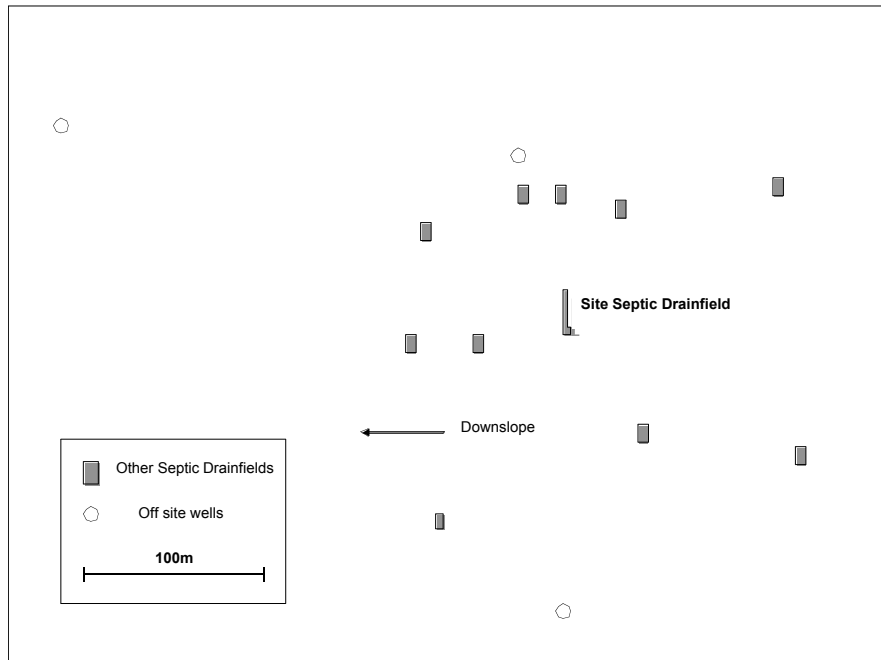 Site Septic Drainfield
Downslope
Other Septic Drainfields
Off site wells
100m